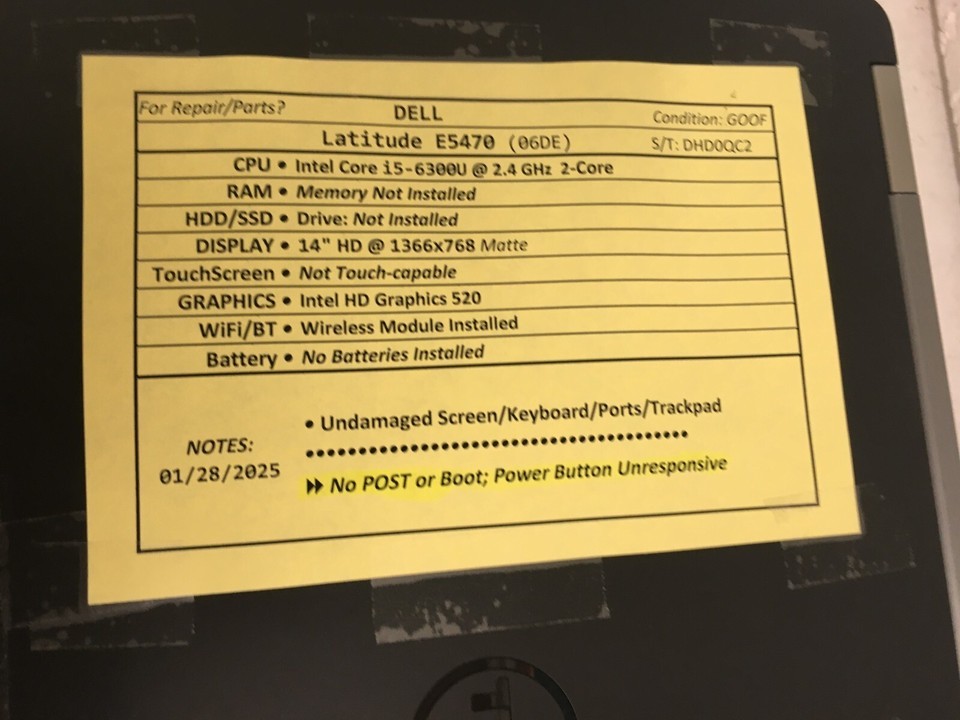 For Repair/Parts? DELL Condition: GOOF
Latitude E5470 (06DE) S/T: DHD0QC2
CPU • Intel Core i5-6300U @ 2.4 GHz 2-Core
RAM • Memory Not Installed
HDD/SSD • Drive: Not Installed
DISPLAY • 14" HD @ 1366x768 Matte
TouchScreen • Not Touch-capable
GRAPHICS • Intel HD Graphics 520
WiFi/BT • Wireless Module Installed
Battery • No Batteries Installed
• Undamaged Screen/Keyboard/Ports/Trackpad
NOTES:
01/28/2025
•••••••••••••••••••••••••••••••••••••••
⏩ No POST or Boot; Power Button Unresponsive